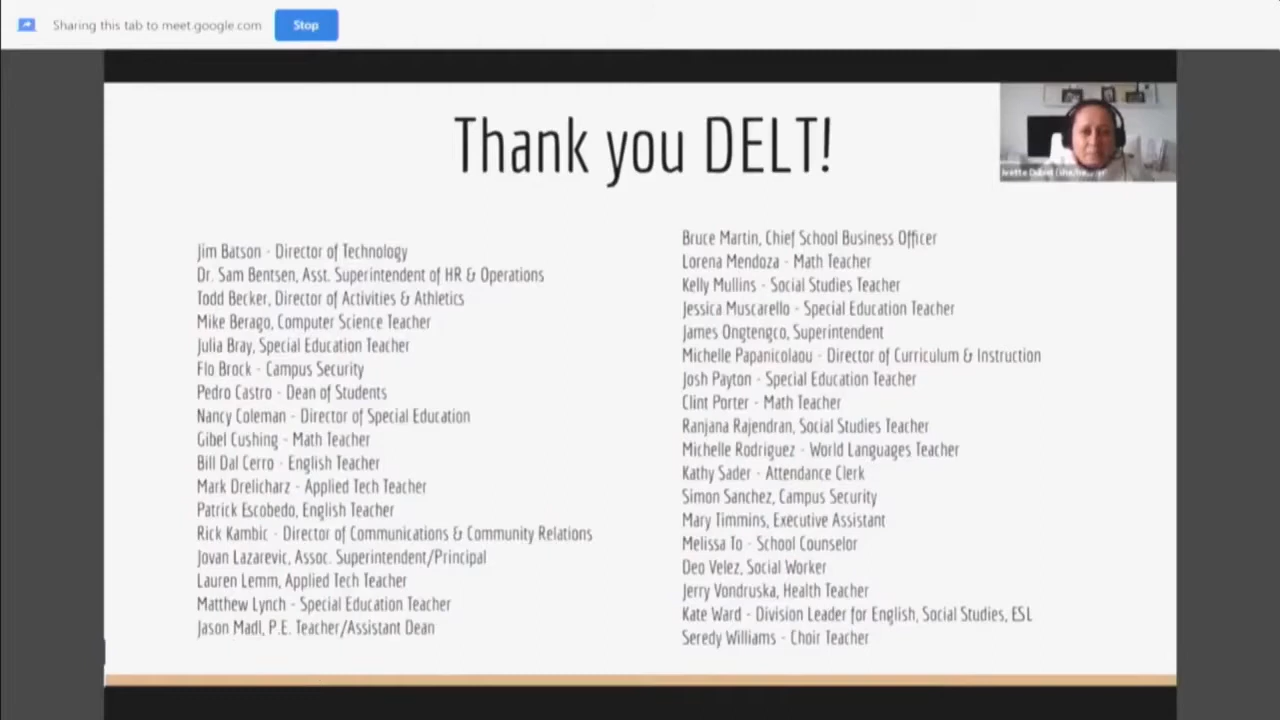 Sharing this tab to meet.google.com
Stop
Thank you DELT!
Jim Batson - Director of Technology
Dr. Sam Bentsen, Asst. Superintendent of HR & Operations
Todd Becker, Director of Activities & Athletics
Mike Berago, Computer Science Teacher
Julia Bray, Special Education Teacher
Flo Brock - Campus Security
Pedro Castro - Dean of Students
Nancy Coleman - Director of Special Education
Gibel Cushing - Math Teacher
Bill Dal Cerro - English Teacher
Mark Drelicharz - Applied Tech Teacher
Patrick Escobedo, English Teacher
Rick Kambic - Director of Communications & Community Relations
Jovan Lazarevic, Assoc. Superintendent/Principal
Lauren Lemm, Applied Tech Teacher
Matthew Lynch - Special Education Teacher
Jason Madl, P.E. Teacher/Assistant Dean
Bruce Martin, Chief School Business Officer
Lorena Mendoza - Math Teacher
Kelly Mullins - Social Studies Teacher
Jessica Muscarello - Special Education Teacher
James Ongtengco, Superintendent
Michelle Papanicolaou - Director of Curriculum & Instruction
Josh Payton - Special Education Teacher
Clint Porter - Math Teacher
Ranjana Rajendran, Social Studies Teacher
Michelle Rodriguez - World Languages Teacher
Kathy Sader - Attendance Clerk
Simon Sanchez, Campus Security
Mary Timmins, Executive Assistant
Melissa To - School Counselor
Deo Velez, Social Worker
Jerry Vondruska, Health Teacher
Kate Ward - Division Leader for English, Social Studies, ESL
Seredy Williams - Choir Teacher
Ivette